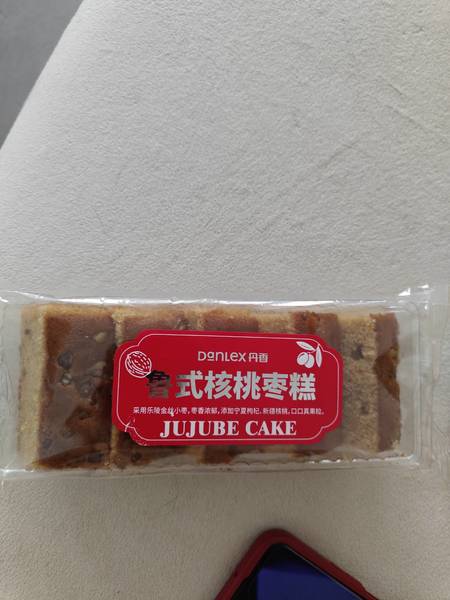 DanLex 丹香
鲁式核桃枣糕
采用乐陵金丝小枣,枣香浓郁,添加宁夏枸杞、新疆核桃,口口真果粒。
JUJUBE CAKE